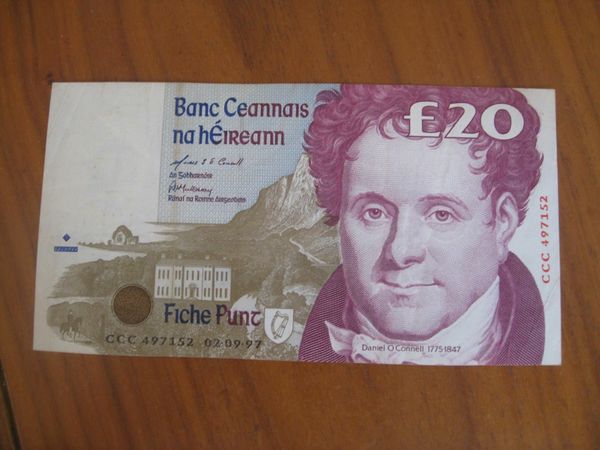 Banc Ceannais
na hÉireann
£20
An Gobharnóir
Rúnaí na Roinne Airgeadais
CCC 497152
Fiche Punt
CCC 497152 02·09·97
Daniel O'Connell 1775-1847